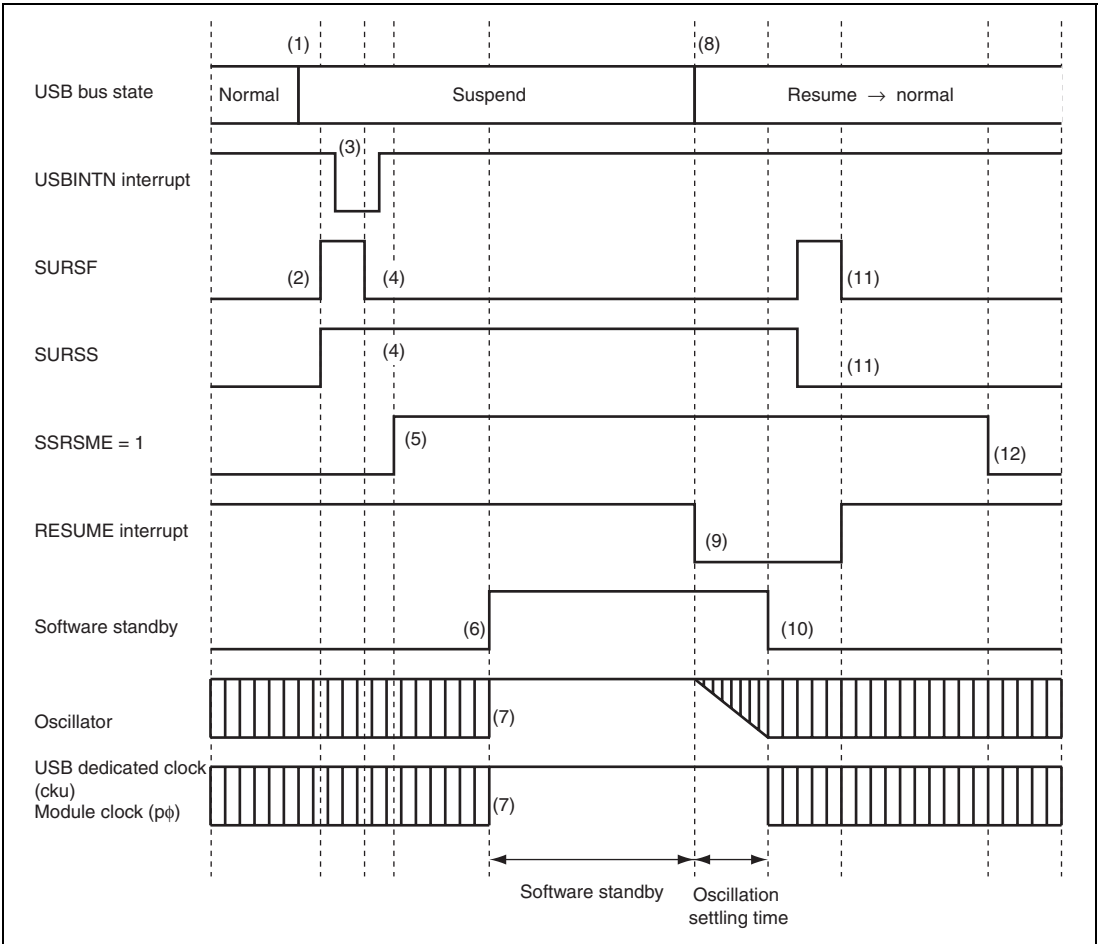 (1)
(8)
USB bus state
Normal
Suspend
Resume → normal
(3)
USBINTN interrupt
SURSF
(2)
(4)
(11)
SURSS
(4)
(11)
SSRSME = 1
(5)
(12)
RESUME interrupt
(9)
Software standby
(6)
(10)
Oscillator
(7)
USB dedicated clock
(cku)
Module clock (pϕ)
(7)
Software standby
Oscillation
settling time